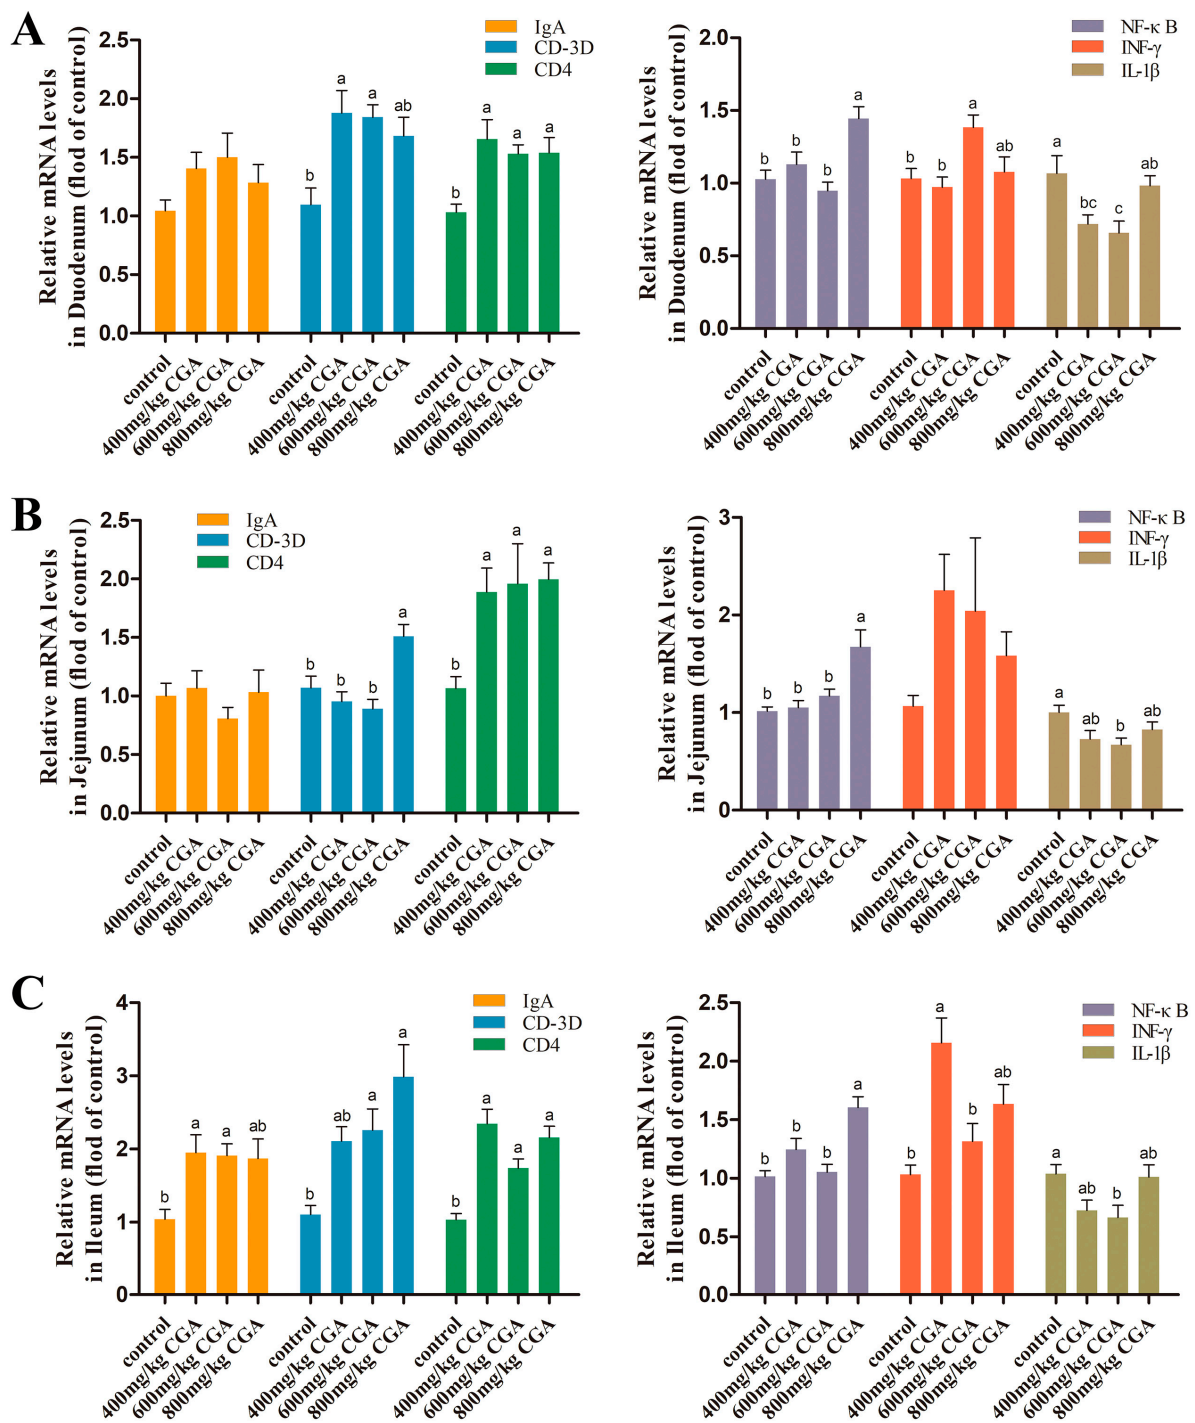 A
Relative mRNA levels
in Duodenum (flod of control)
2.5
2.0
1.5
1.0
0.5
0.0
IgA
CD-3D
CD4
b
a
a
ab
b
a
a
a
control
400mg/kg CGA
600mg/kg CGA
800mg/kg CGA
control
400mg/kg CGA
600mg/kg CGA
800mg/kg CGA
control
400mg/kg CGA
600mg/kg CGA
800mg/kg CGA
Relative mRNA levels
in Duodenum (flod of control)
2.0
1.5
1.0
0.5
0.0
NF-κ B
INF-γ
IL-1β
b
b
b
a
b
b
a
ab
a
bc
c
ab
control
400mg/kg CGA
600mg/kg CGA
800mg/kg CGA
control
400mg/kg CGA
600mg/kg CGA
800mg/kg CGA
control
400mg/kg CGA
600mg/kg CGA
800mg/kg CGA
B
Relative mRNA levels
in Jejunum (flod of control)
2.5
2.0
1.5
1.0
0.5
0.0
IgA
CD-3D
CD4
b
b
b
a
b
a
a
a
control
400mg/kg CGA
600mg/kg CGA
800mg/kg CGA
control
400mg/kg CGA
600mg/kg CGA
800mg/kg CGA
control
400mg/kg CGA
600mg/kg CGA
800mg/kg CGA
Relative mRNA levels
in Jejunum (flod of control)
3
2
1
0
NF-κ B
INF-γ
IL-1β
b
b
b
a
a
ab
b
ab
control
400mg/kg CGA
600mg/kg CGA
800mg/kg CGA
control
400mg/kg CGA
600mg/kg CGA
800mg/kg CGA
control
400mg/kg CGA
600mg/kg CGA
800mg/kg CGA
C
Relative mRNA levels
in Ileum (flod of control)
4
3
2
1
0
IgA
CD-3D
CD4
b
a
a
ab
b
ab
a
a
b
a
a
a
control
400mg/kg CGA
600mg/kg CGA
800mg/kg CGA
control
400mg/kg CGA
600mg/kg CGA
800mg/kg CGA
control
400mg/kg CGA
600mg/kg CGA
800mg/kg CGA
Relative mRNA levels
in Ileum (flod of control)
2.5
2.0
1.5
1.0
0.5
0.0
NF-κ B
INF-γ
IL-1β
b
b
b
a
b
a
b
ab
a
ab
b
ab
control
400mg/kg CGA
600mg/kg CGA
800mg/kg CGA
control
400mg/kg CGA
600mg/kg CGA
800mg/kg CGA
control
400mg/kg CGA
600mg/kg CGA
800mg/kg CGA